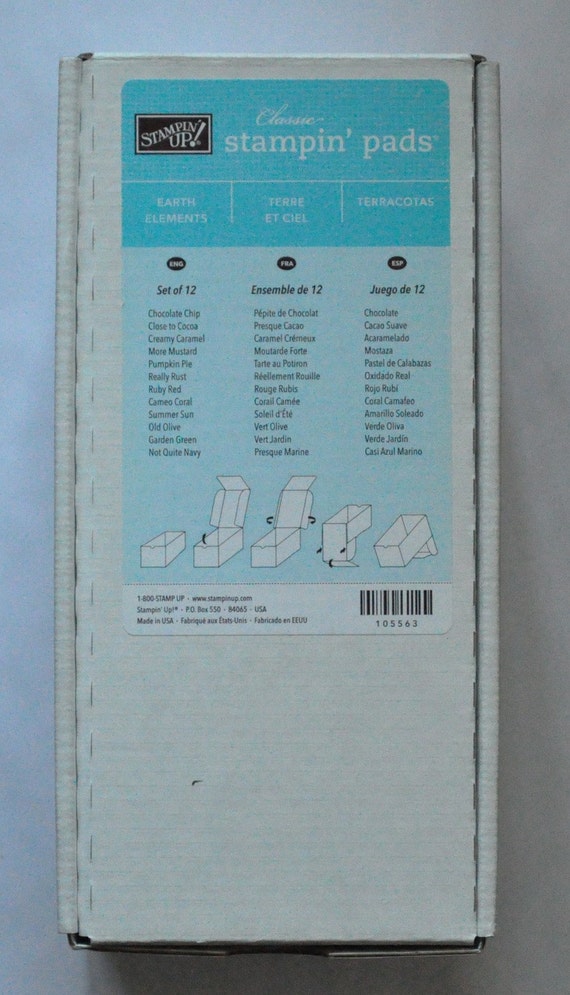 STAMPIN' UP!®
Classic™
stampin' pads™
EARTH ELEMENTS
TERRE ET CIEL
TERRACOTAS
ENG
Set of 12
Chocolate Chip
Close to Cocoa
Creamy Caramel
More Mustard
Pumpkin Pie
Really Rust
Ruby Red
Cameo Coral
Summer Sun
Old Olive
Garden Green
Not Quite Navy
FRA
Ensemble de 12
Pépite de Chocolat
Presque Cacao
Caramel Crémeux
Moutarde Forte
Tarte au Potiron
Réellement Rouille
Rouge Rubis
Corail Camée
Soleil d'Été
Vert Olive
Vert Jardin
Presque Marine
ESP
Juego de 12
Chocolate
Cacao Suave
Acaramelado
Mostaza
Pastel de Calabazas
Oxidado Real
Rojo Rubí
Coral Camafeo
Amarillo Soleado
Verde Oliva
Verde Jardín
Casi Azul Marino
1-800-STAMP UP · www.stampinup.com
Stampin' Up!® · P.O. Box 550 · 84065 · USA
Made in USA · Fabriqué aux États-Unis · Fabricado en EEUU
105563